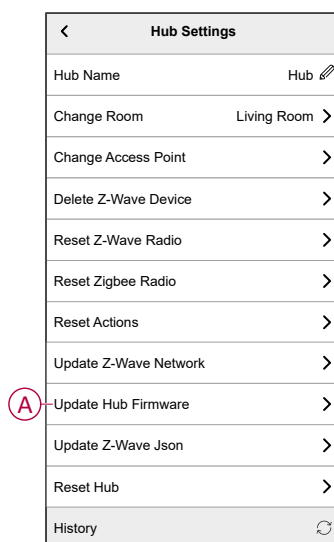 Hub Settings
Hub Name Hub
Change Room Living Room
Change Access Point
Delete Z-Wave Device
Reset Z-Wave Radio
Reset Zigbee Radio
Reset Actions
Update Z-Wave Network
A Update Hub Firmware
Update Z-Wave Json
Reset Hub
History